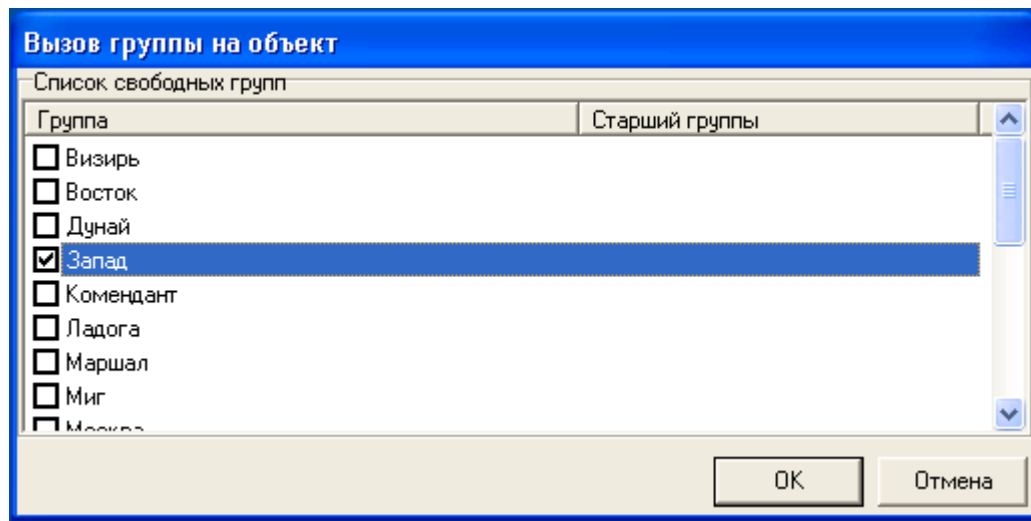 Вызов группы на объект
Список свободных групп
Группа Старший группы
Визирь
Восток
Дунай
Запад
Комендант
Ладога
Маршал
Миг
OK Отмена